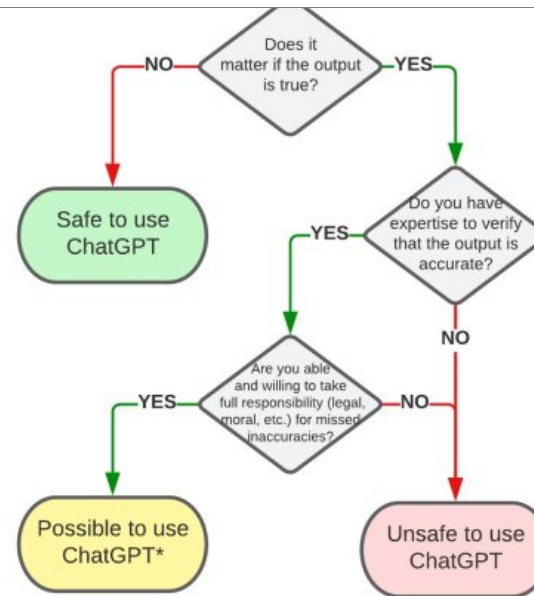 Does it
matter if the output
is true?
NO
YES
Safe to use
ChatGPT
Do you have
expertise to verify
that the output is
accurate?
YES
NO
Are you able
and willing to take
full responsibility (legal,
moral, etc.) for missed
inaccuracies?
YES
NO
Possible to use
ChatGPT*
Unsafe to use
ChatGPT